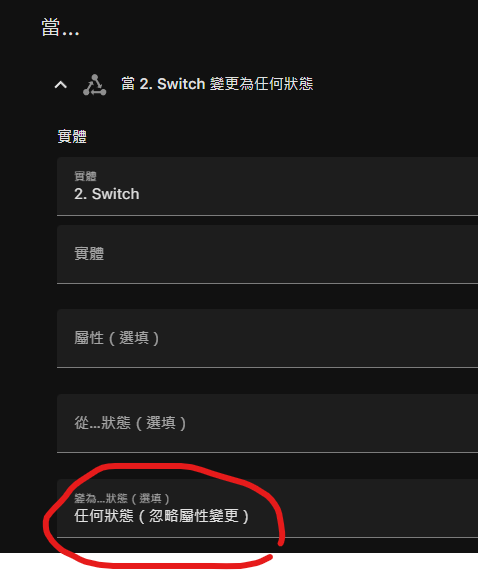 當...
當 2. Switch 變更為任何狀態
實體
實體
2. Switch
實體
屬性（選填）
從...狀態（選填）
變為...狀態（選填）
任何狀態（忽略屬性變更）